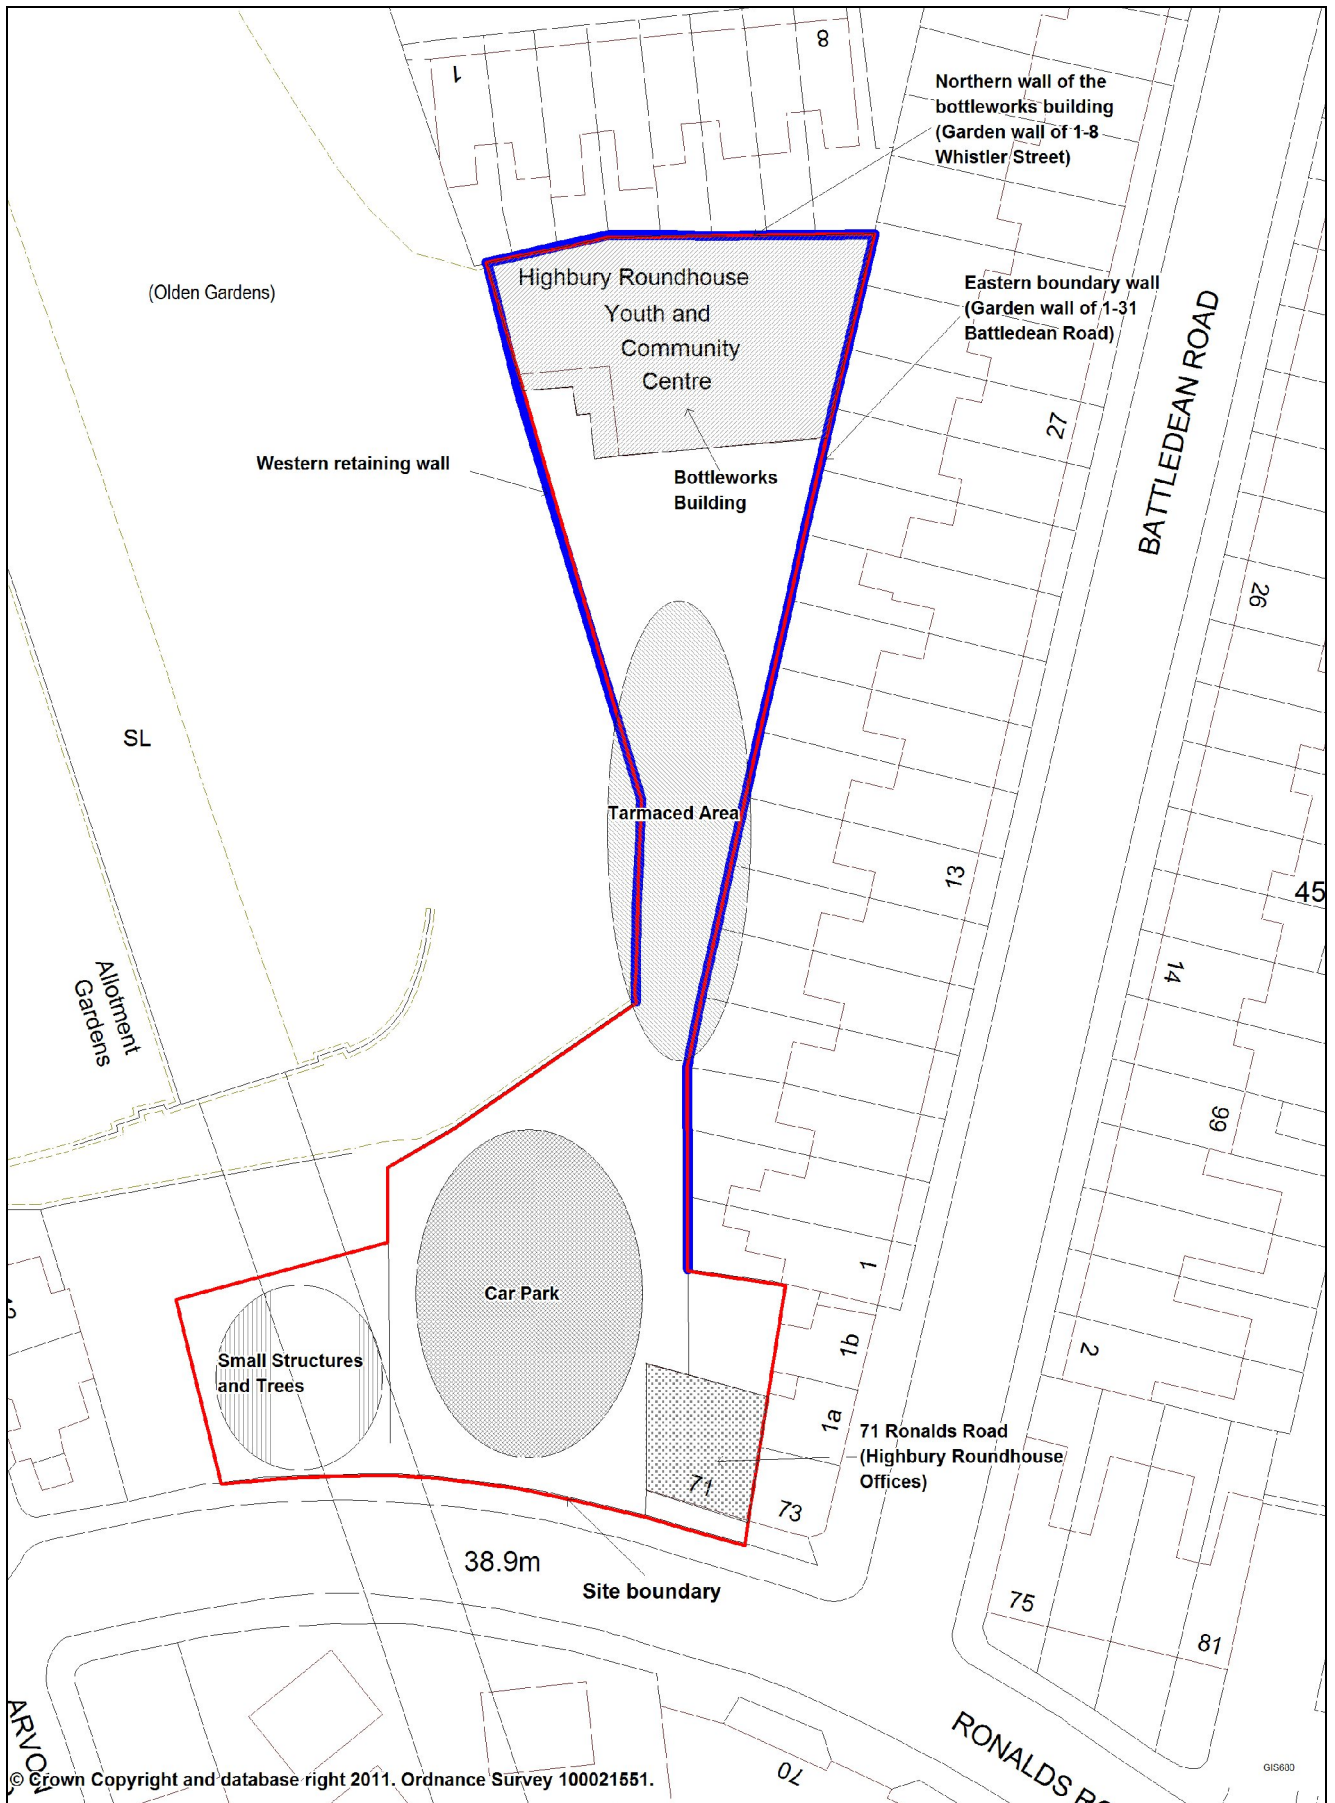 1
8
Northern wall of the
bottleworks building
(Garden wall of 1-8
Whistler Street)
(Olden Gardens)
Highbury Roundhouse
Youth and
Community
Centre
Eastern boundary wall
(Garden wall of 1-31
Battledean Road)
BATTLEDEAN ROAD
27
Western retaining wall
Bottleworks
Building
26
SL
Tarmaced Area
13
45
14
Allotment
Gardens
99
1
Car Park
Small Structures
and Trees
1b
2
1a
71 Ronalds Road
(Highbury Roundhouse
Offices)
71
73
38.9m
Site boundary
75
81
ARVON
RONALDS
70
GIS680
© Crown Copyright and database right 2011. Ordnance Survey 100021551.